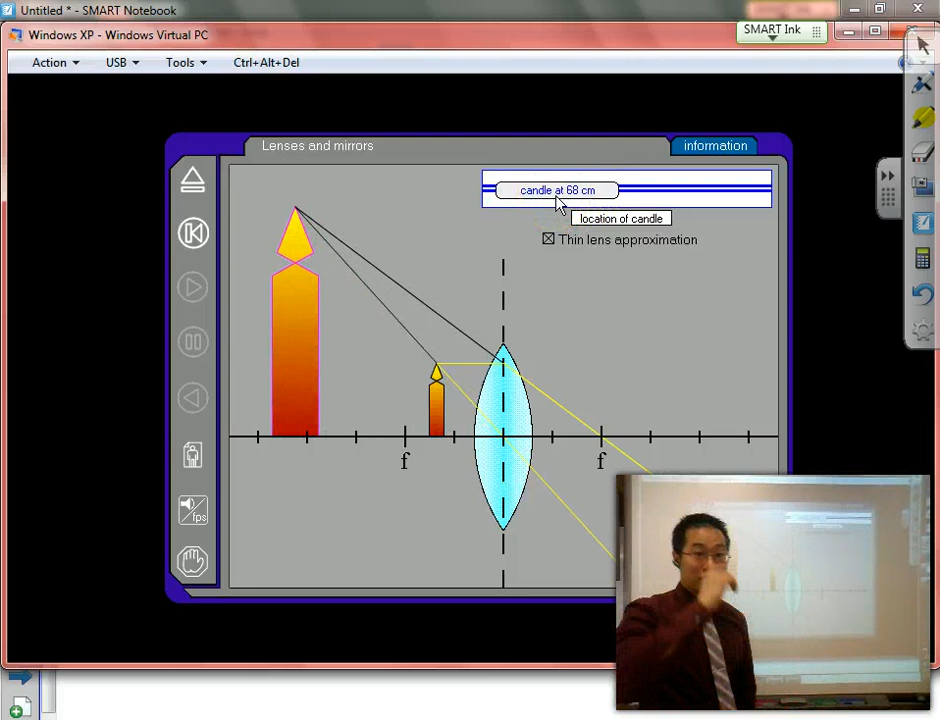 Untitled * - SMART Notebook
Windows XP - Windows Virtual PC
SMART Ink
Action
USB
Tools
Ctrl+Alt+Del
Lenses and mirrors
information
candle at 68 cm
location of candle
Thin lens approximation
f
f
fps